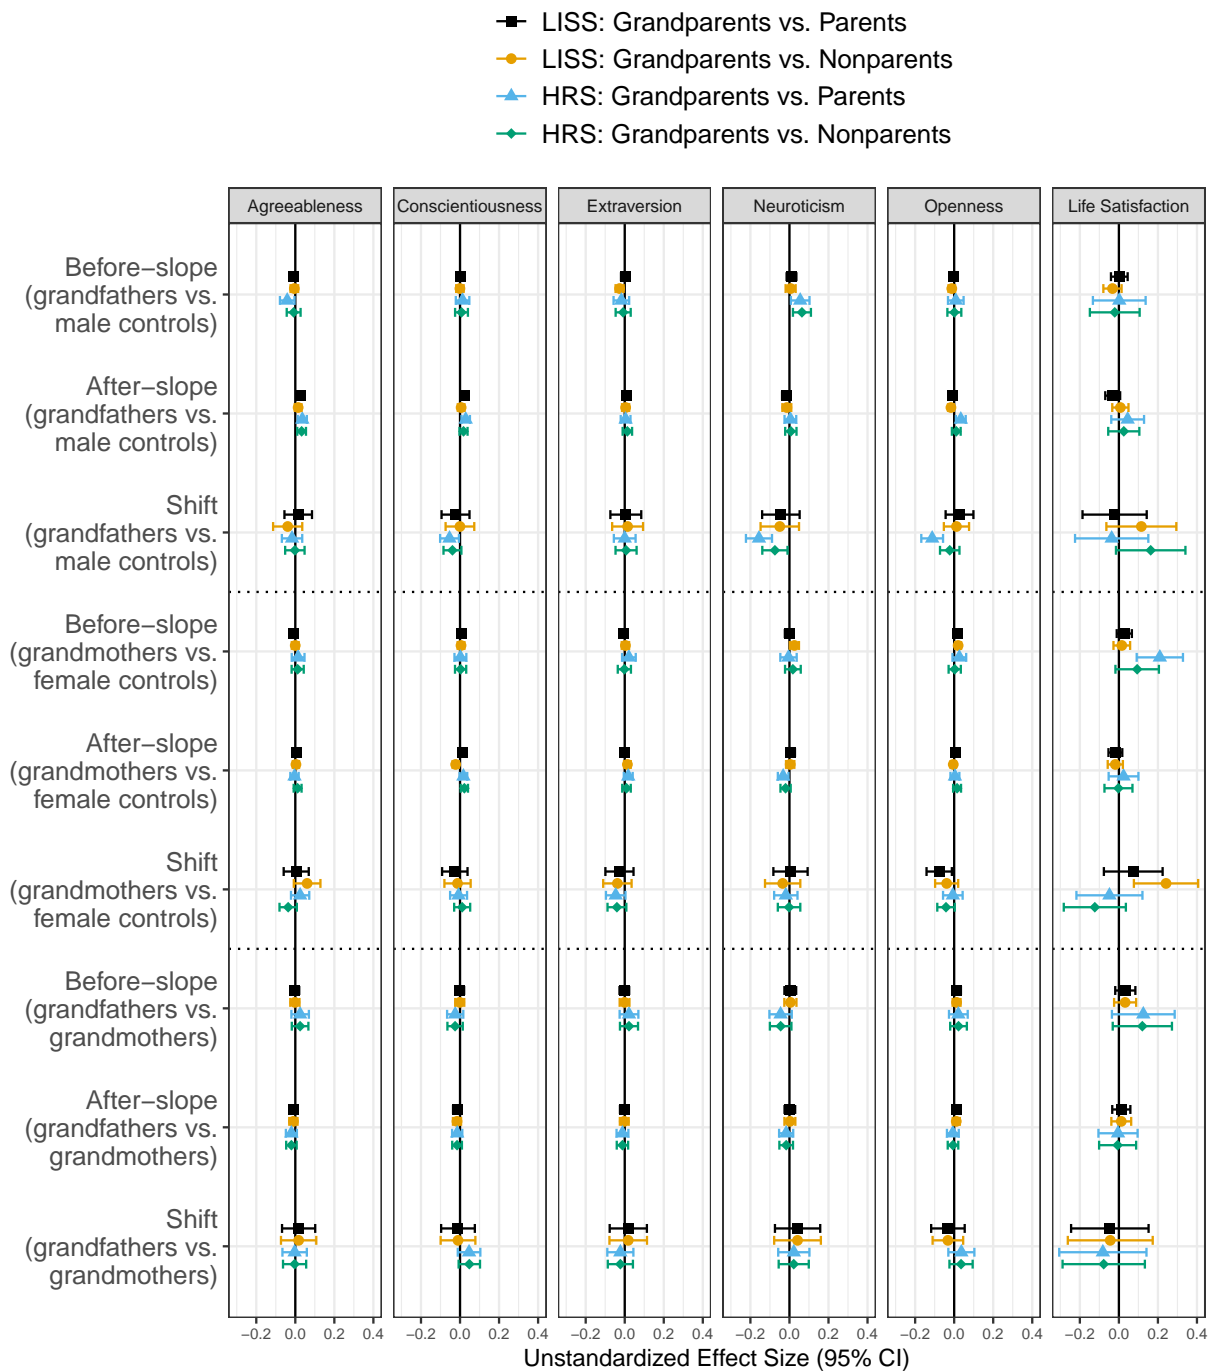 LISS: Grandparents vs. Parents
LISS: Grandparents vs. Nonparents
HRS: Grandparents vs. Parents
HRS: Grandparents vs. Nonparents
Agreeableness Conscientiousness Extraversion Neuroticism Openness Life Satisfaction
Before−slope
(grandfathers vs.
male controls)
After−slope
(grandfathers vs.
male controls)
Shift
(grandfathers vs.
male controls)
Before−slope
(grandmothers vs.
female controls)
After−slope
(grandmothers vs.
female controls)
Shift
(grandmothers vs.
female controls)
Before−slope
(grandfathers vs.
grandmothers)
After−slope
(grandfathers vs.
grandmothers)
Shift
(grandfathers vs.
grandmothers)
−0.2 0.0 0.2 0.4 −0.2 0.0 0.2 0.4 −0.2 0.0 0.2 0.4 −0.2 0.0 0.2 0.4 −0.2 0.0 0.2 0.4 −0.2 0.0 0.2 0.4
Unstandardized Effect Size (95% CI)